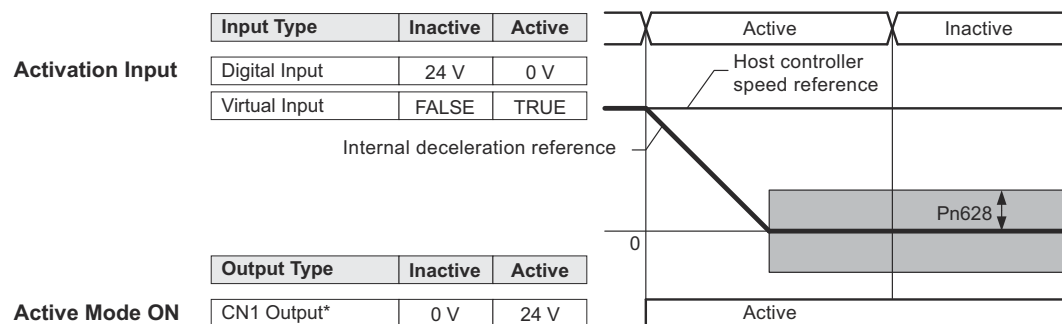 Input Type Inactive Active
Active Inactive
Activation Input
Digital Input 24 V 0 V
Host controller
speed reference
Virtual Input FALSE TRUE
Internal deceleration reference
Pn628
0
Output Type Inactive Active
Active Mode ON
CN1 Output* 0 V 24 V
Active